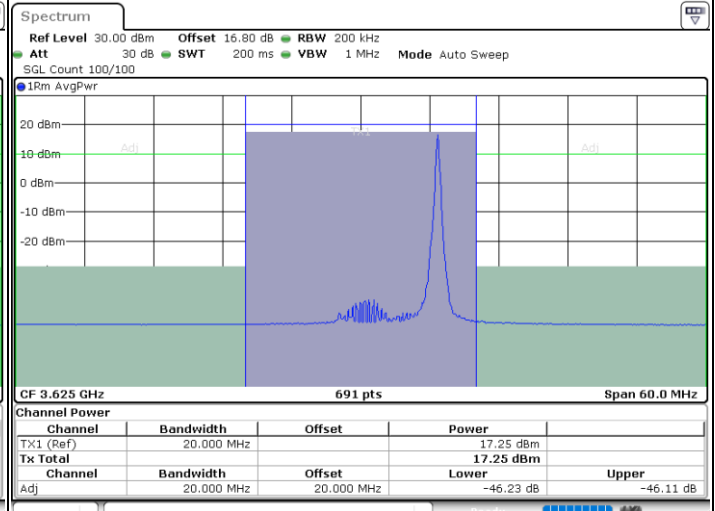 Spectrum
Ref Level 30.00 dBm Offset 16.80 dB RBW 200 kHz
Att 30 dB SWT 200 ms VBW 1 MHz Mode Auto Sweep
SGL Count 100/100
1Rm AvgPwr
20 dBm
TX1
Adj Adj
10 dBm
0 dBm
-10 dBm
-20 dBm
CF 3.625 GHz 691 pts Span 60.0 MHz
Channel Power
Channel Bandwidth Offset Power
TX1 (Ref) 20.000 MHz 17.25 dBm
Tx Total 17.25 dBm
Channel Bandwidth Offset Lower Upper
Adj 20.000 MHz 20.000 MHz -46.23 dB -46.11 dB